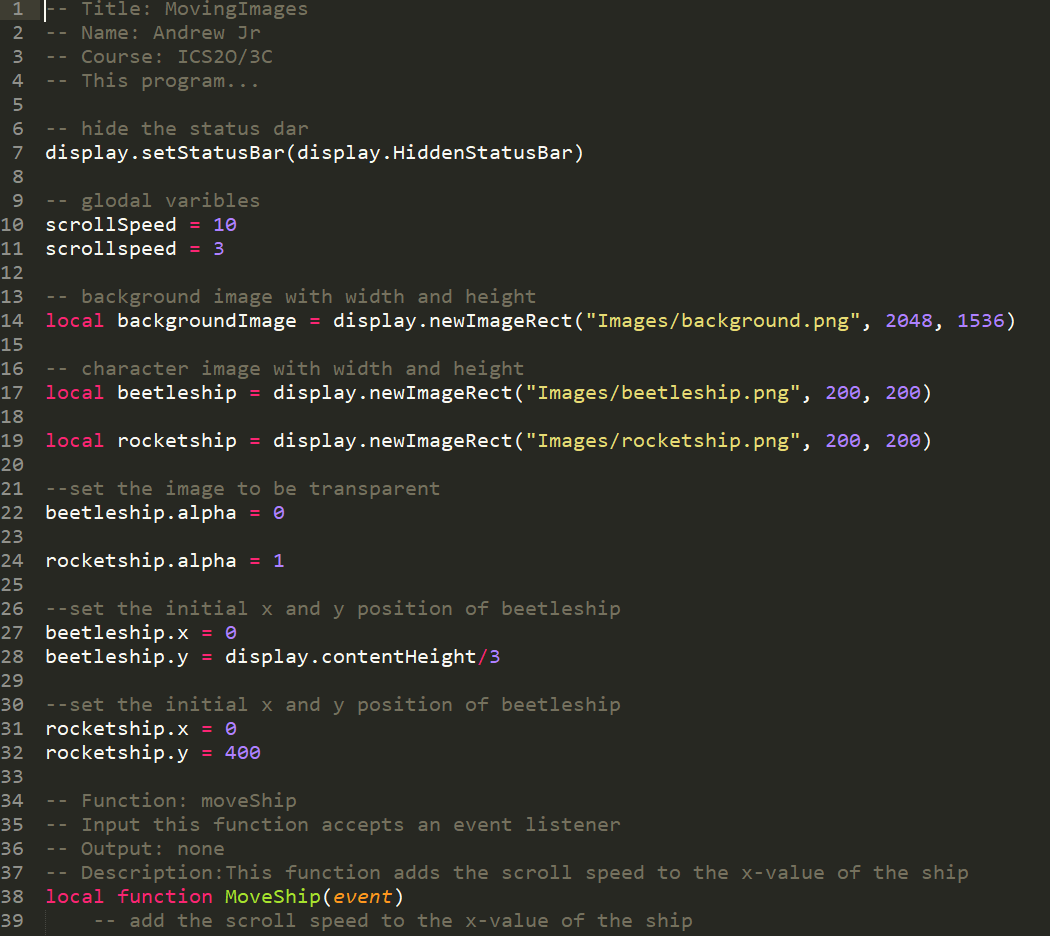 1 -- Title: MovingImages
2 -- Name: Andrew Jr
3 -- Course: ICS2O/3C
4 -- This program...
5
6 -- hide the status dar
7 display.setStatusBar(display.HiddenStatusBar)
8
9 -- glodal varibles
10 scrollSpeed = 10
11 scrollspeed = 3
12
13 -- background image with width and height
14 local backgroundImage = display.newImageRect("Images/background.png", 2048, 1536)
15
16 -- character image with width and height
17 local beetleship = display.newImageRect("Images/beetleship.png", 200, 200)
18
19 local rocketship = display.newImageRect("Images/rocketship.png", 200, 200)
20
21 --set the image to be transparent
22 beetleship.alpha = 0
23
24 rocketship.alpha = 1
25
26 --set the initial x and y position of beetleship
27 beetleship.x = 0
28 beetleship.y = display.contentHeight/3
29
30 --set the initial x and y position of beetleship
31 rocketship.x = 0
32 rocketship.y = 400
33
34 -- Function: moveShip
35 -- Input this function accepts an event listener
36 -- Output: none
37 -- Description:This function adds the scroll speed to the x-value of the ship
38 local function MoveShip(event)
39 -- add the scroll speed to the x-value of the ship